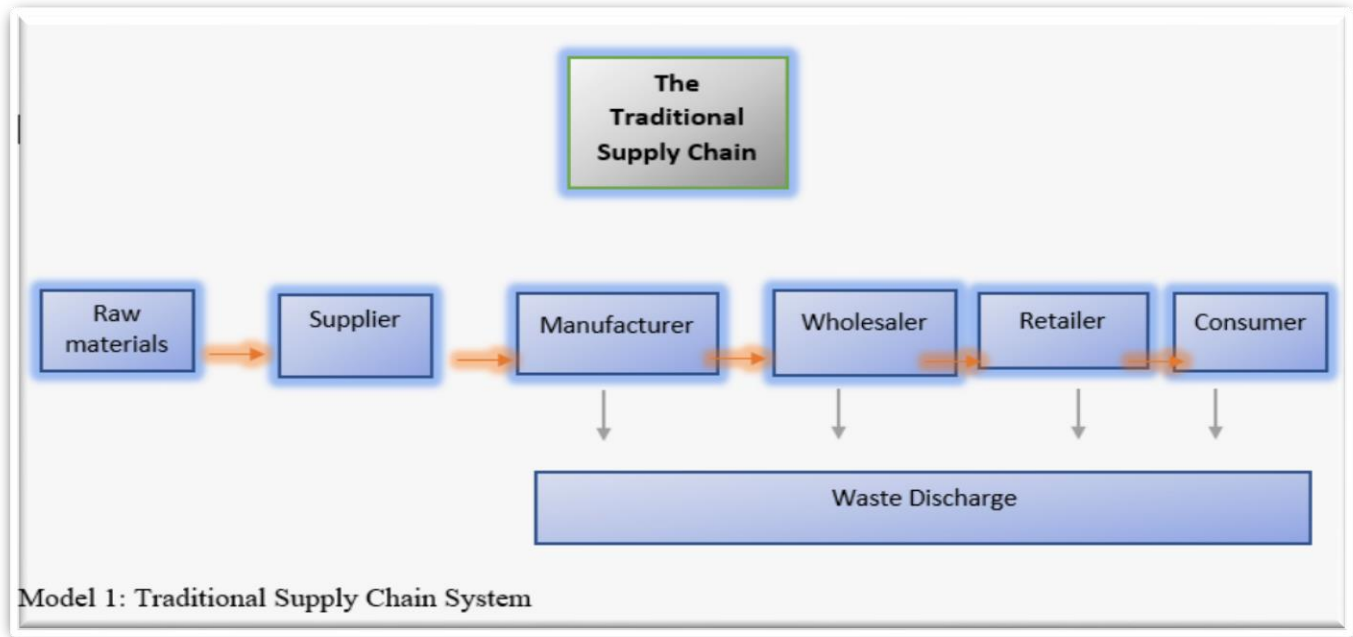 The
Traditional
Supply Chain
Raw
materials
Supplier
Manufacturer
Wholesaler
Retailer
Consumer
Waste Discharge
Model 1: Traditional Supply Chain System